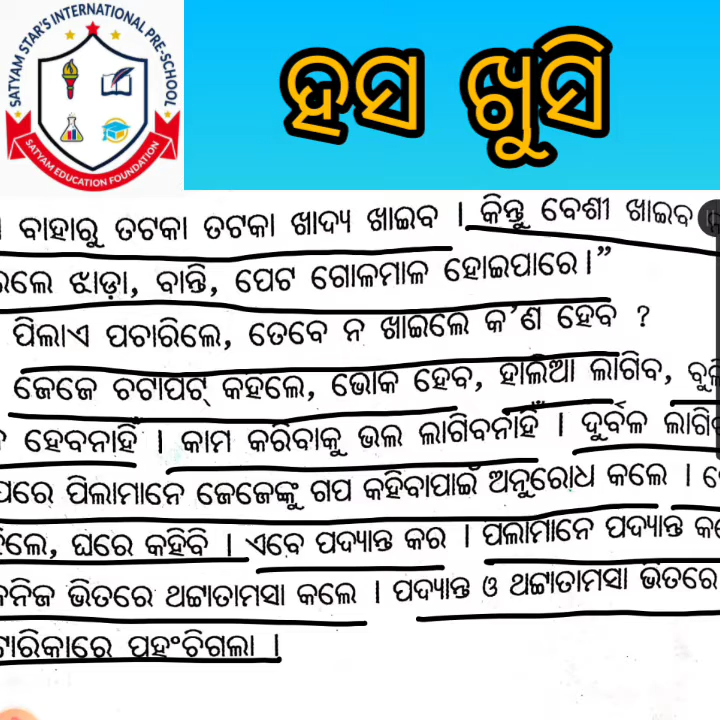 SATYAM STAR'S INTERNATIONAL PRE-SCHOOL
SATYAM EDUCATION FOUNDATION
ହସ ଖୁସି
ବାହାରୁ ତଟକା ତଟକା ଖାଦ୍ୟ ଖାଇବ । କିନ୍ତୁ ବେଶୀ ଖାଇବ
ଝାଡ଼ା, ବାନ୍ତି, ପେଟ ଗୋଳମାଳ ହୋଇପାରେ।”
ପିଲାଏ ପଚାରିଲେ, ତେବେ ନ ଖାଇଲେ କ’ଣ ହେବ ?
ଜେଜେ ଚଟାପଟ୍ କହଲେ, ଭୋକ ହେବ, ହାଲିଆ ଲାଗିବ,
ହେବନାହିଁ । କାମ କରିବାକୁ ଭଲ ଲାଗିବନାହିଁ । ଦୁର୍ବଳ
ପରେ ପିଲାମାନେ ଜେଜେଙ୍କୁ ଗପ କହିବାପାଇଁ ଅନୁରୋଧ କଲେ ।
ଘରେ କହିବି । ଏବେ ପଦ୍ୟାନ୍ତ କର । ପିଲାମାନେ ପଦ୍ୟାନ୍ତ
ଭିତରେ ଥଟ୍ଟାତାମସା କଲେ । ପଦ୍ୟାନ୍ତ ଓ ଥଟ୍ଟାତାମସା ଭିତରେ
ପହଂଚିଗଲା ।